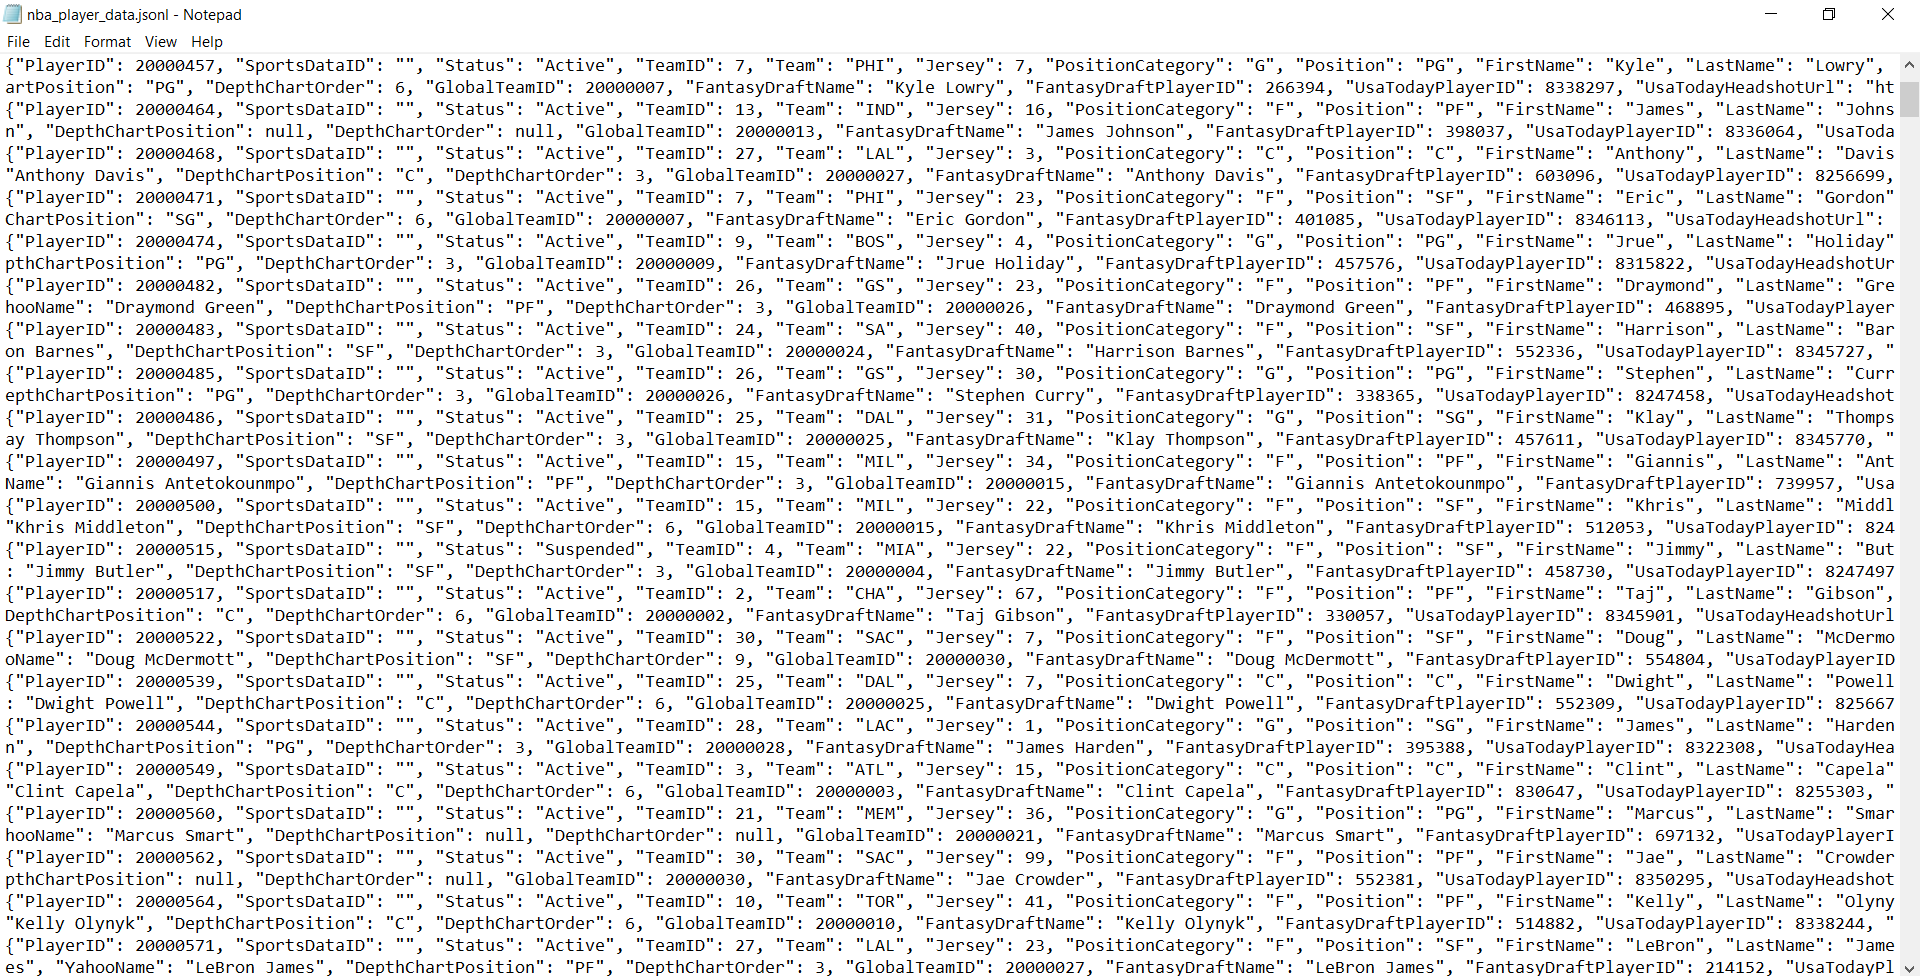 nba_player_data.jsonl - Notepad
File Edit Format View Help
{"PlayerID": 20000457, "SportsDataID": "", "Status": "Active", "TeamID": 7, "Team": "PHI", "Jersey": 7, "PositionCategory": "G", "Position": "PG", "FirstName": "Kyle", "LastName": "Lowry",
artPosition": "PG", "DepthChartOrder": 6, "GlobalTeamID": 20000007, "FantasyDraftName": "Kyle Lowry", "FantasyDraftPlayerID": 266394, "UsaTodayPlayerID": 8338297, "UsaTodayHeadshotUrl": "ht
{"PlayerID": 20000464, "SportsDataID": "", "Status": "Active", "TeamID": 13, "Team": "IND", "Jersey": 16, "PositionCategory": "F", "Position": "PF", "FirstName": "James", "LastName": "Johns
n", "DepthChartPosition": null, "DepthChartOrder": null, "GlobalTeamID": 20000013, "FantasyDraftName": "James Johnson", "FantasyDraftPlayerID": 398037, "UsaTodayPlayerID": 8336064, "UsaToda
{"PlayerID": 20000468, "SportsDataID": "", "Status": "Active", "TeamID": 27, "Team": "LAL", "Jersey": 3, "PositionCategory": "C", "Position": "C", "FirstName": "Anthony", "LastName": "Davis
"Anthony Davis", "DepthChartPosition": "C", "DepthChartOrder": 3, "GlobalTeamID": 20000027, "FantasyDraftName": "Anthony Davis", "FantasyDraftPlayerID": 603096, "UsaTodayPlayerID": 8256699,
{"PlayerID": 20000471, "SportsDataID": "", "Status": "Active", "TeamID": 7, "Team": "PHI", "Jersey": 23, "PositionCategory": "F", "Position": "SF", "FirstName": "Eric", "LastName": "Gordon"
ChartPosition": "SG", "DepthChartOrder": 6, "GlobalTeamID": 20000007, "FantasyDraftName": "Eric Gordon", "FantasyDraftPlayerID": 401085, "UsaTodayPlayerID": 8346113, "UsaTodayHeadshotUrl":
{"PlayerID": 20000474, "SportsDataID": "", "Status": "Active", "TeamID": 9, "Team": "BOS", "Jersey": 4, "PositionCategory": "G", "Position": "PG", "FirstName": "Jrue", "LastName": "Holiday"
pthChartPosition": "PG", "DepthChartOrder": 3, "GlobalTeamID": 20000009, "FantasyDraftName": "Jrue Holiday", "FantasyDraftPlayerID": 457576, "UsaTodayPlayerID": 8315822, "UsaTodayHeadshotUr
{"PlayerID": 20000482, "SportsDataID": "", "Status": "Active", "TeamID": 26, "Team": "GS", "Jersey": 23, "PositionCategory": "F", "Position": "PF", "FirstName": "Draymond", "LastName": "Gre
hooName": "Draymond Green", "DepthChartPosition": "PF", "DepthChartOrder": 3, "GlobalTeamID": 20000026, "FantasyDraftName": "Draymond Green", "FantasyDraftPlayerID": 468895, "UsaTodayPlayer
{"PlayerID": 20000483, "SportsDataID": "", "Status": "Active", "TeamID": 24, "Team": "SA", "Jersey": 40, "PositionCategory": "F", "Position": "SF", "FirstName": "Harrison", "LastName": "Bar
on Barnes", "DepthChartPosition": "SF", "DepthChartOrder": 3, "GlobalTeamID": 20000024, "FantasyDraftName": "Harrison Barnes", "FantasyDraftPlayerID": 552336, "UsaTodayPlayerID": 8345727, "
{"PlayerID": 20000485, "SportsDataID": "", "Status": "Active", "TeamID": 26, "Team": "GS", "Jersey": 30, "PositionCategory": "G", "Position": "PG", "FirstName": "Stephen", "LastName": "Curr
epthChartPosition": "PG", "DepthChartOrder": 3, "GlobalTeamID": 20000026, "FantasyDraftName": "Stephen Curry", "FantasyDraftPlayerID": 338365, "UsaTodayPlayerID": 8247458, "UsaTodayHeadshot
{"PlayerID": 20000486, "SportsDataID": "", "Status": "Active", "TeamID": 25, "Team": "DAL", "Jersey": 31, "PositionCategory": "G", "Position": "SG", "FirstName": "Klay", "LastName": "Thomps
ay Thompson", "DepthChartPosition": "SF", "DepthChartOrder": 3, "GlobalTeamID": 20000025, "FantasyDraftName": "Klay Thompson", "FantasyDraftPlayerID": 457611, "UsaTodayPlayerID": 8345770, "
{"PlayerID": 20000497, "SportsDataID": "", "Status": "Active", "TeamID": 15, "Team": "MIL", "Jersey": 34, "PositionCategory": "F", "Position": "PF", "FirstName": "Giannis", "LastName": "Ant
Name": "Giannis Antetokounmpo", "DepthChartPosition": "PF", "DepthChartOrder": 3, "GlobalTeamID": 20000015, "FantasyDraftName": "Giannis Antetokounmpo", "FantasyDraftPlayerID": 739957, "Usa
{"PlayerID": 20000500, "SportsDataID": "", "Status": "Active", "TeamID": 15, "Team": "MIL", "Jersey": 22, "PositionCategory": "F", "Position": "SF", "FirstName": "Khris", "LastName": "Middl
"Khris Middleton", "DepthChartPosition": "SF", "DepthChartOrder": 6, "GlobalTeamID": 20000015, "FantasyDraftName": "Khris Middleton", "FantasyDraftPlayerID": 512053, "UsaTodayPlayerID": 824
{"PlayerID": 20000515, "SportsDataID": "", "Status": "Suspended", "TeamID": 4, "Team": "MIA", "Jersey": 22, "PositionCategory": "F", "Position": "SF", "FirstName": "Jimmy", "LastName": "But
: "Jimmy Butler", "DepthChartPosition": "SF", "DepthChartOrder": 3, "GlobalTeamID": 20000004, "FantasyDraftName": "Jimmy Butler", "FantasyDraftPlayerID": 458730, "UsaTodayPlayerID": 8247497
{"PlayerID": 20000517, "SportsDataID": "", "Status": "Active", "TeamID": 2, "Team": "CHA", "Jersey": 67, "PositionCategory": "F", "Position": "PF", "FirstName": "Taj", "LastName": "Gibson",
DepthChartPosition": "C", "DepthChartOrder": 6, "GlobalTeamID": 20000002, "FantasyDraftName": "Taj Gibson", "FantasyDraftPlayerID": 330057, "UsaTodayPlayerID": 8345901, "UsaTodayHeadshotUrl
{"PlayerID": 20000522, "SportsDataID": "", "Status": "Active", "TeamID": 30, "Team": "SAC", "Jersey": 7, "PositionCategory": "F", "Position": "SF", "FirstName": "Doug", "LastName": "McDermo
oName": "Doug McDermott", "DepthChartPosition": "SF", "DepthChartOrder": 9, "GlobalTeamID": 20000030, "FantasyDraftName": "Doug McDermott", "FantasyDraftPlayerID": 554804, "UsaTodayPlayerID
{"PlayerID": 20000539, "SportsDataID": "", "Status": "Active", "TeamID": 25, "Team": "DAL", "Jersey": 7, "PositionCategory": "C", "Position": "C", "FirstName": "Dwight", "LastName": "Powell
: "Dwight Powell", "DepthChartPosition": "C", "DepthChartOrder": 6, "GlobalTeamID": 20000025, "FantasyDraftName": "Dwight Powell", "FantasyDraftPlayerID": 552309, "UsaTodayPlayerID": 825667
{"PlayerID": 20000544, "SportsDataID": "", "Status": "Active", "TeamID": 28, "Team": "LAC", "Jersey": 1, "PositionCategory": "G", "Position": "SG", "FirstName": "James", "LastName": "Harden
n", "DepthChartPosition": "PG", "DepthChartOrder": 3, "GlobalTeamID": 20000028, "FantasyDraftName": "James Harden", "FantasyDraftPlayerID": 395388, "UsaTodayPlayerID": 8322308, "UsaTodayHea
{"PlayerID": 20000549, "SportsDataID": "", "Status": "Active", "TeamID": 3, "Team": "ATL", "Jersey": 15, "PositionCategory": "C", "Position": "C", "FirstName": "Clint", "LastName": "Capela"
"Clint Capela", "DepthChartPosition": "C", "DepthChartOrder": 6, "GlobalTeamID": 20000003, "FantasyDraftName": "Clint Capela", "FantasyDraftPlayerID": 830647, "UsaTodayPlayerID": 8255303, "
{"PlayerID": 20000560, "SportsDataID": "", "Status": "Active", "TeamID": 21, "Team": "MEM", "Jersey": 36, "PositionCategory": "G", "Position": "PG", "FirstName": "Marcus", "LastName": "Smar
hooName": "Marcus Smart", "DepthChartPosition": null, "DepthChartOrder": null, "GlobalTeamID": 20000021, "FantasyDraftName": "Marcus Smart", "FantasyDraftPlayerID": 697132, "UsaTodayPlayerI
{"PlayerID": 20000562, "SportsDataID": "", "Status": "Active", "TeamID": 30, "Team": "SAC", "Jersey": 99, "PositionCategory": "F", "Position": "PF", "FirstName": "Jae", "LastName": "Crowder
pthChartPosition": null, "DepthChartOrder": null, "GlobalTeamID": 20000030, "FantasyDraftName": "Jae Crowder", "FantasyDraftPlayerID": 552381, "UsaTodayPlayerID": 8350295, "UsaTodayHeadshot
{"PlayerID": 20000564, "SportsDataID": "", "Status": "Active", "TeamID": 10, "Team": "TOR", "Jersey": 41, "PositionCategory": "F", "Position": "PF", "FirstName": "Kelly", "LastName": "Olyny
"Kelly Olynyk", "DepthChartPosition": "C", "DepthChartOrder": 6, "GlobalTeamID": 20000010, "FantasyDraftName": "Kelly Olynyk", "FantasyDraftPlayerID": 514882, "UsaTodayPlayerID": 8338244, "
{"PlayerID": 20000571, "SportsDataID": "", "Status": "Active", "TeamID": 27, "Team": "LAL", "Jersey": 23, "PositionCategory": "F", "Position": "SF", "FirstName": "LeBron", "LastName": "Jame
es", "YahooName": "LeBron James", "DepthChartPosition": "PF", "DepthChartOrder": 3, "GlobalTeamID": 20000027, "FantasyDraftName": "LeBron James", "FantasyDraftPlayerID": 214152, "UsaTodayPl